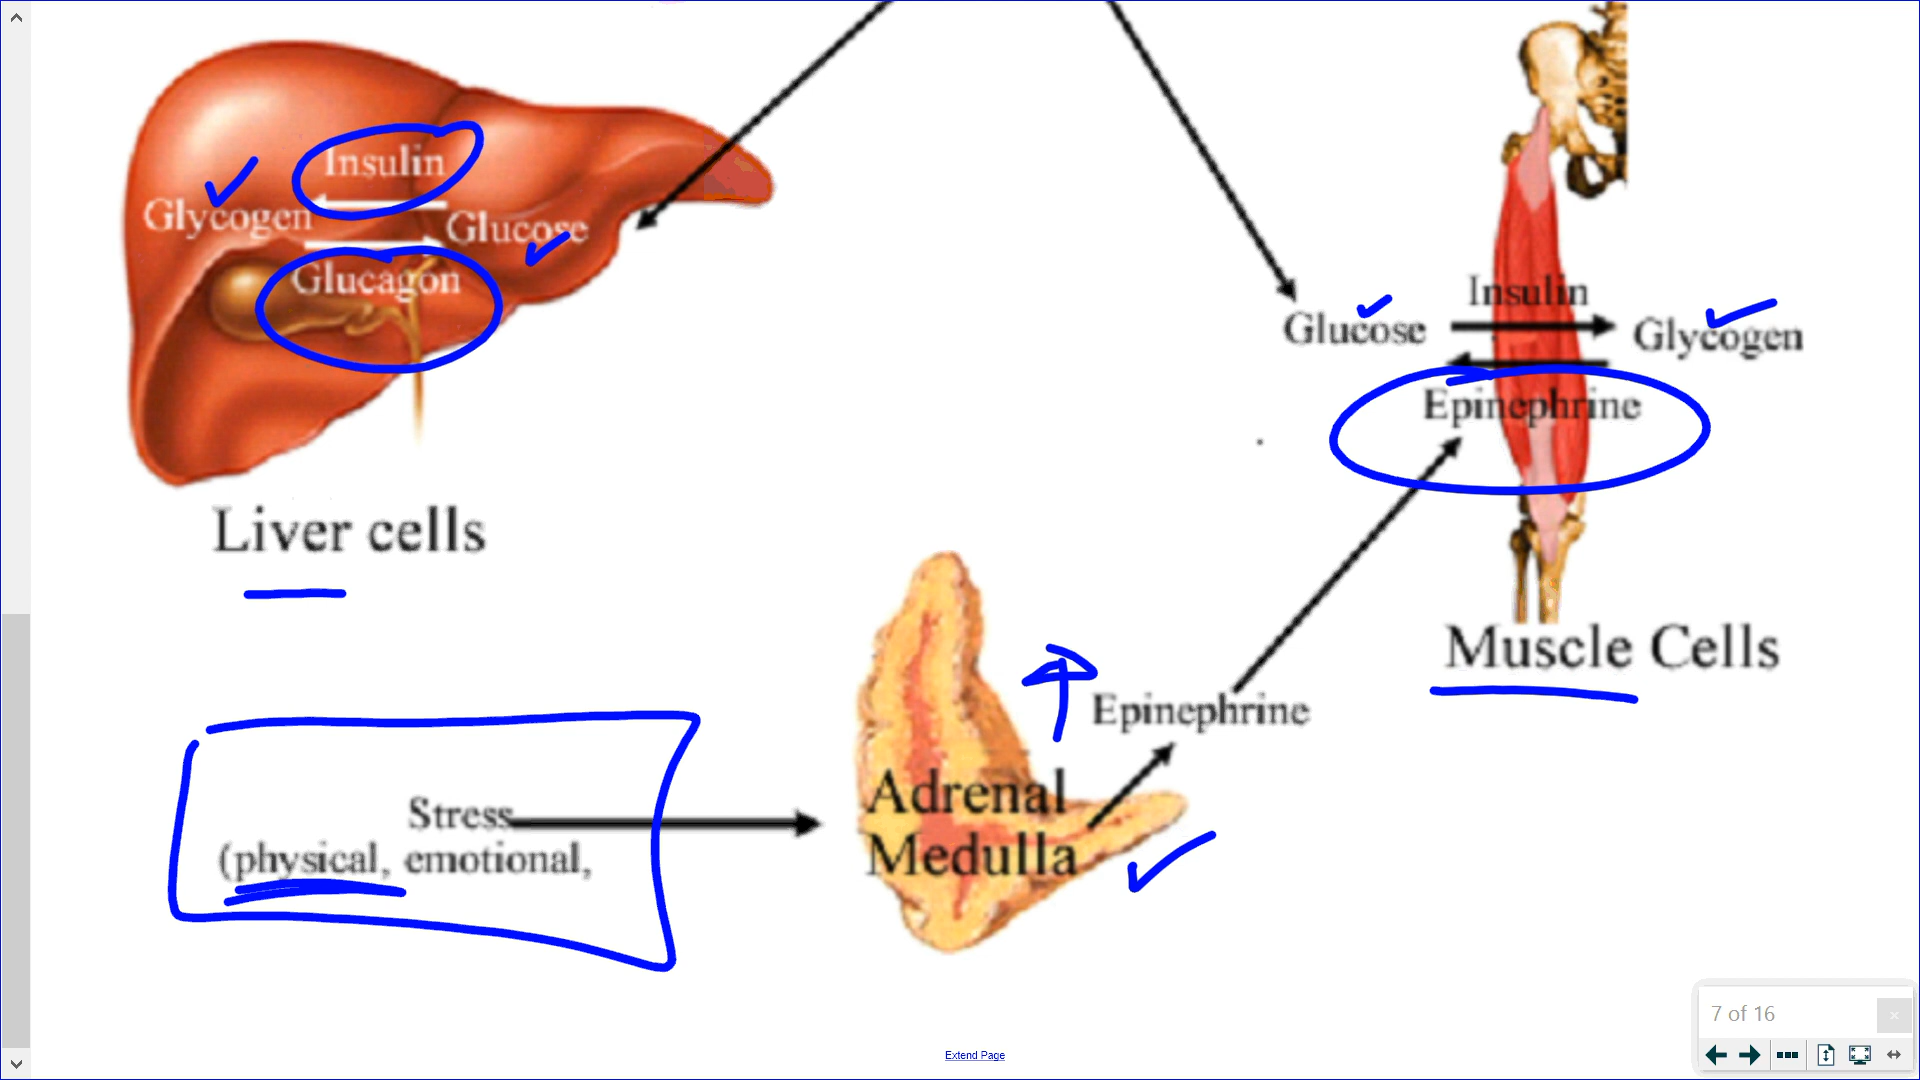 Insulin
Glycogen
Glucose
Glucagon
Liver cells
Insulin
Glucose
Glycogen
Epinephrine
Muscle Cells
Epinephrine
Adrenal
Medulla
Stress
(physical, emotional,
7 of 16
Extend Page